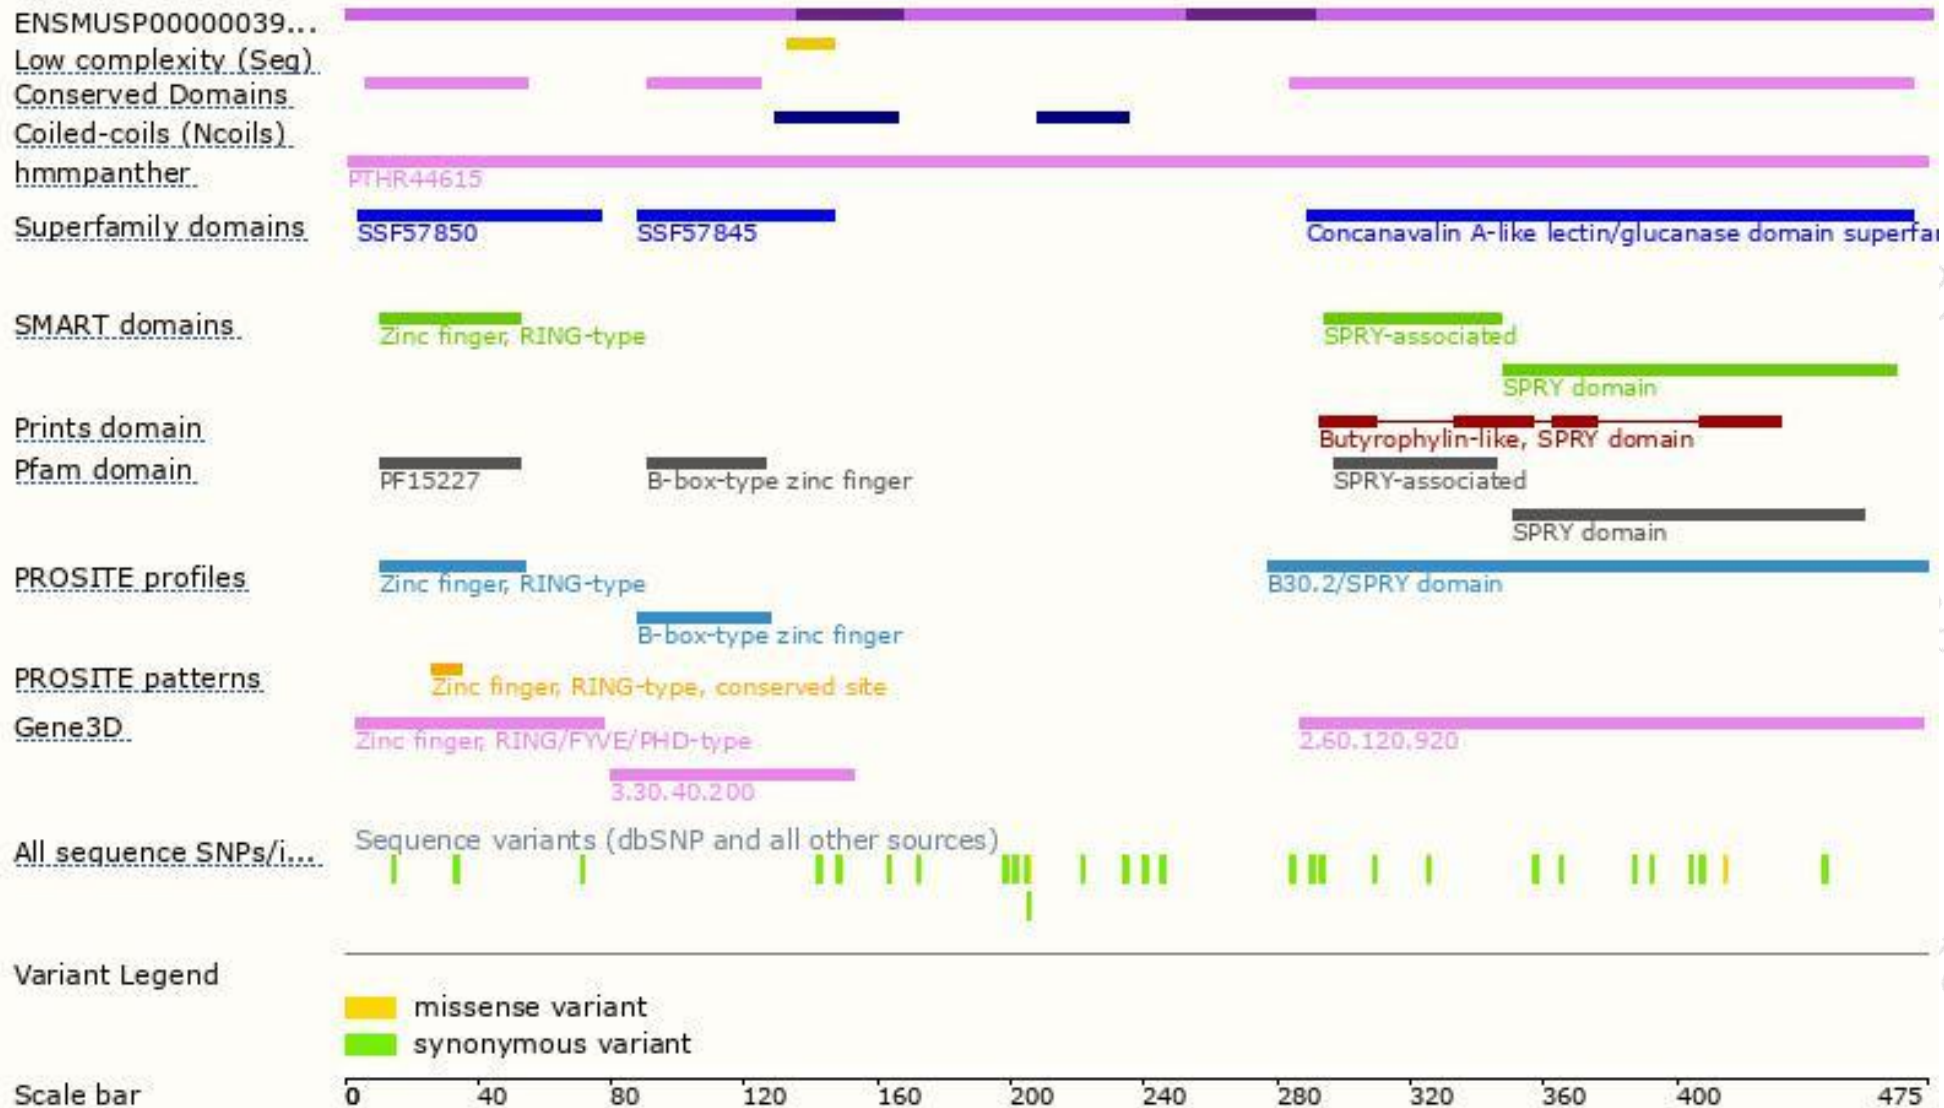 ENSMUSP00000039...
Low complexity (Seg)
Conserved Domains
Coiled-coils (Ncoils)
hmmpanther
PTHR44615
Superfamily domains
SSF57850 SSF57845 Concanavalin A-like lectin/glucanase domain superfa
SMART domains
Zinc finger, RING-type SPRY-associated
SPRY domain
Prints domain
Butyrophylin-like, SPRY domain
Pfam domain
PF15227 B-box-type zinc finger SPRY-associated
SPRY domain
PROSITE profiles
Zinc finger, RING-type B30.2/SPRY domain
B-box-type zinc finger
PROSITE patterns
Zinc finger, RING-type, conserved site
Gene3D
Zinc finger, RING/FYVE/PHD-type 2.60.120.920
3.30.40.200
All sequence SNPs/i...
Sequence variants (dbSNP and all other sources)
Variant Legend
missense variant
synonymous variant
Scale bar 0 40 80 120 160 200 240 280 320 360 400 475